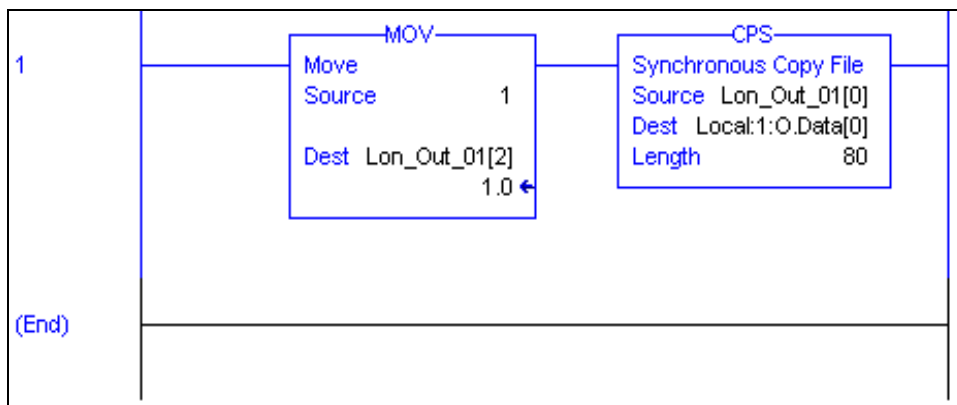 1
MOV
Move
Source 1
Dest Lon_Out_01[2]
1.0
CPS
Synchronous Copy File
Source Lon_Out_01[0]
Dest Local:1:O.Data[0]
Length 80
(End)